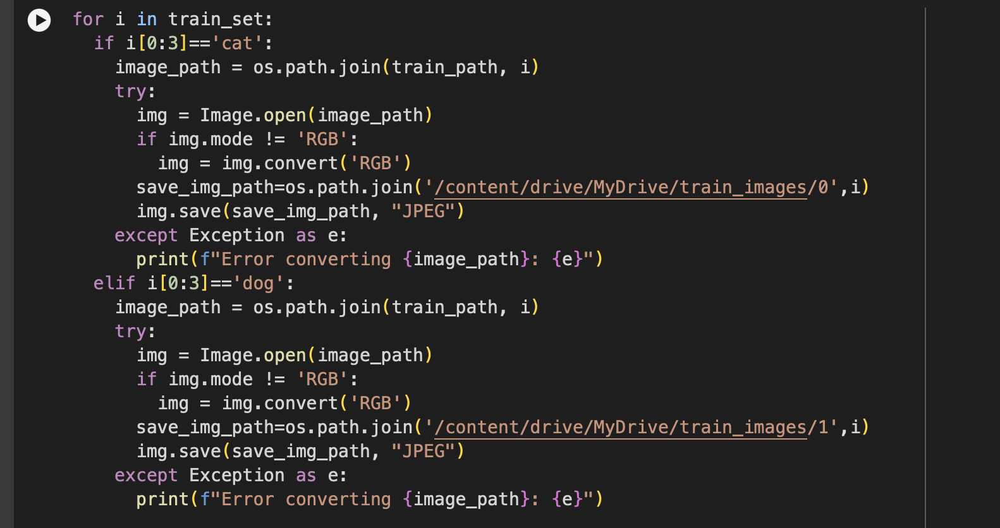 for i in train_set:
  if i[0:3]=='cat':
    image_path = os.path.join(train_path, i)
    try:
      img = Image.open(image_path)
      if img.mode != 'RGB':
        img = img.convert('RGB')
      save_img_path=os.path.join('/content/drive/MyDrive/train_images/0',i)
      img.save(save_img_path, "JPEG")
    except Exception as e:
      print(f"Error converting {image_path}: {e}")
  elif i[0:3]=='dog':
    image_path = os.path.join(train_path, i)
    try:
      img = Image.open(image_path)
      if img.mode != 'RGB':
        img = img.convert('RGB')
      save_img_path=os.path.join('/content/drive/MyDrive/train_images/1',i)
      img.save(save_img_path, "JPEG")
    except Exception as e:
      print(f"Error converting {image_path}: {e}")